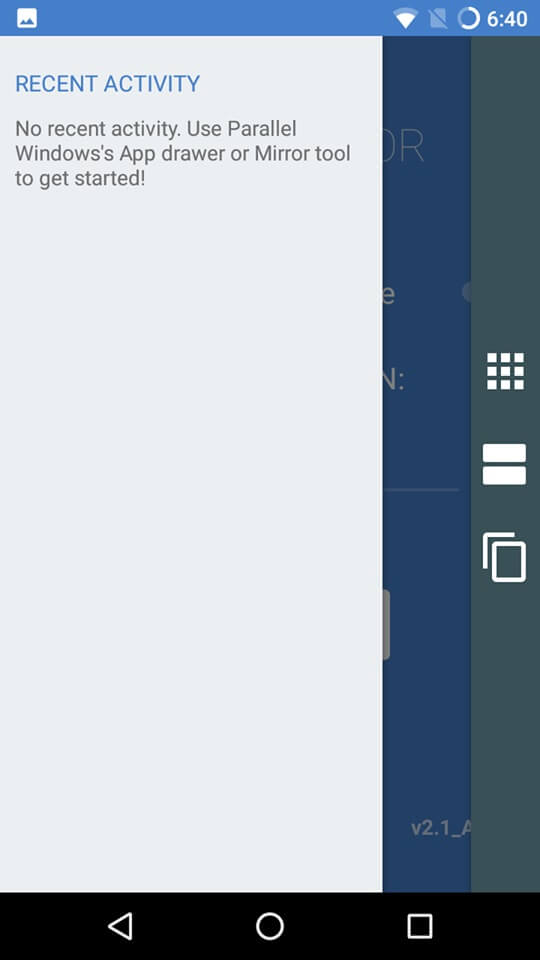 6:40
RECENT ACTIVITY
No recent activity. Use Parallel
Windows's App drawer or Mirror tool
to get started!
OR
e
N:
v2.1_A